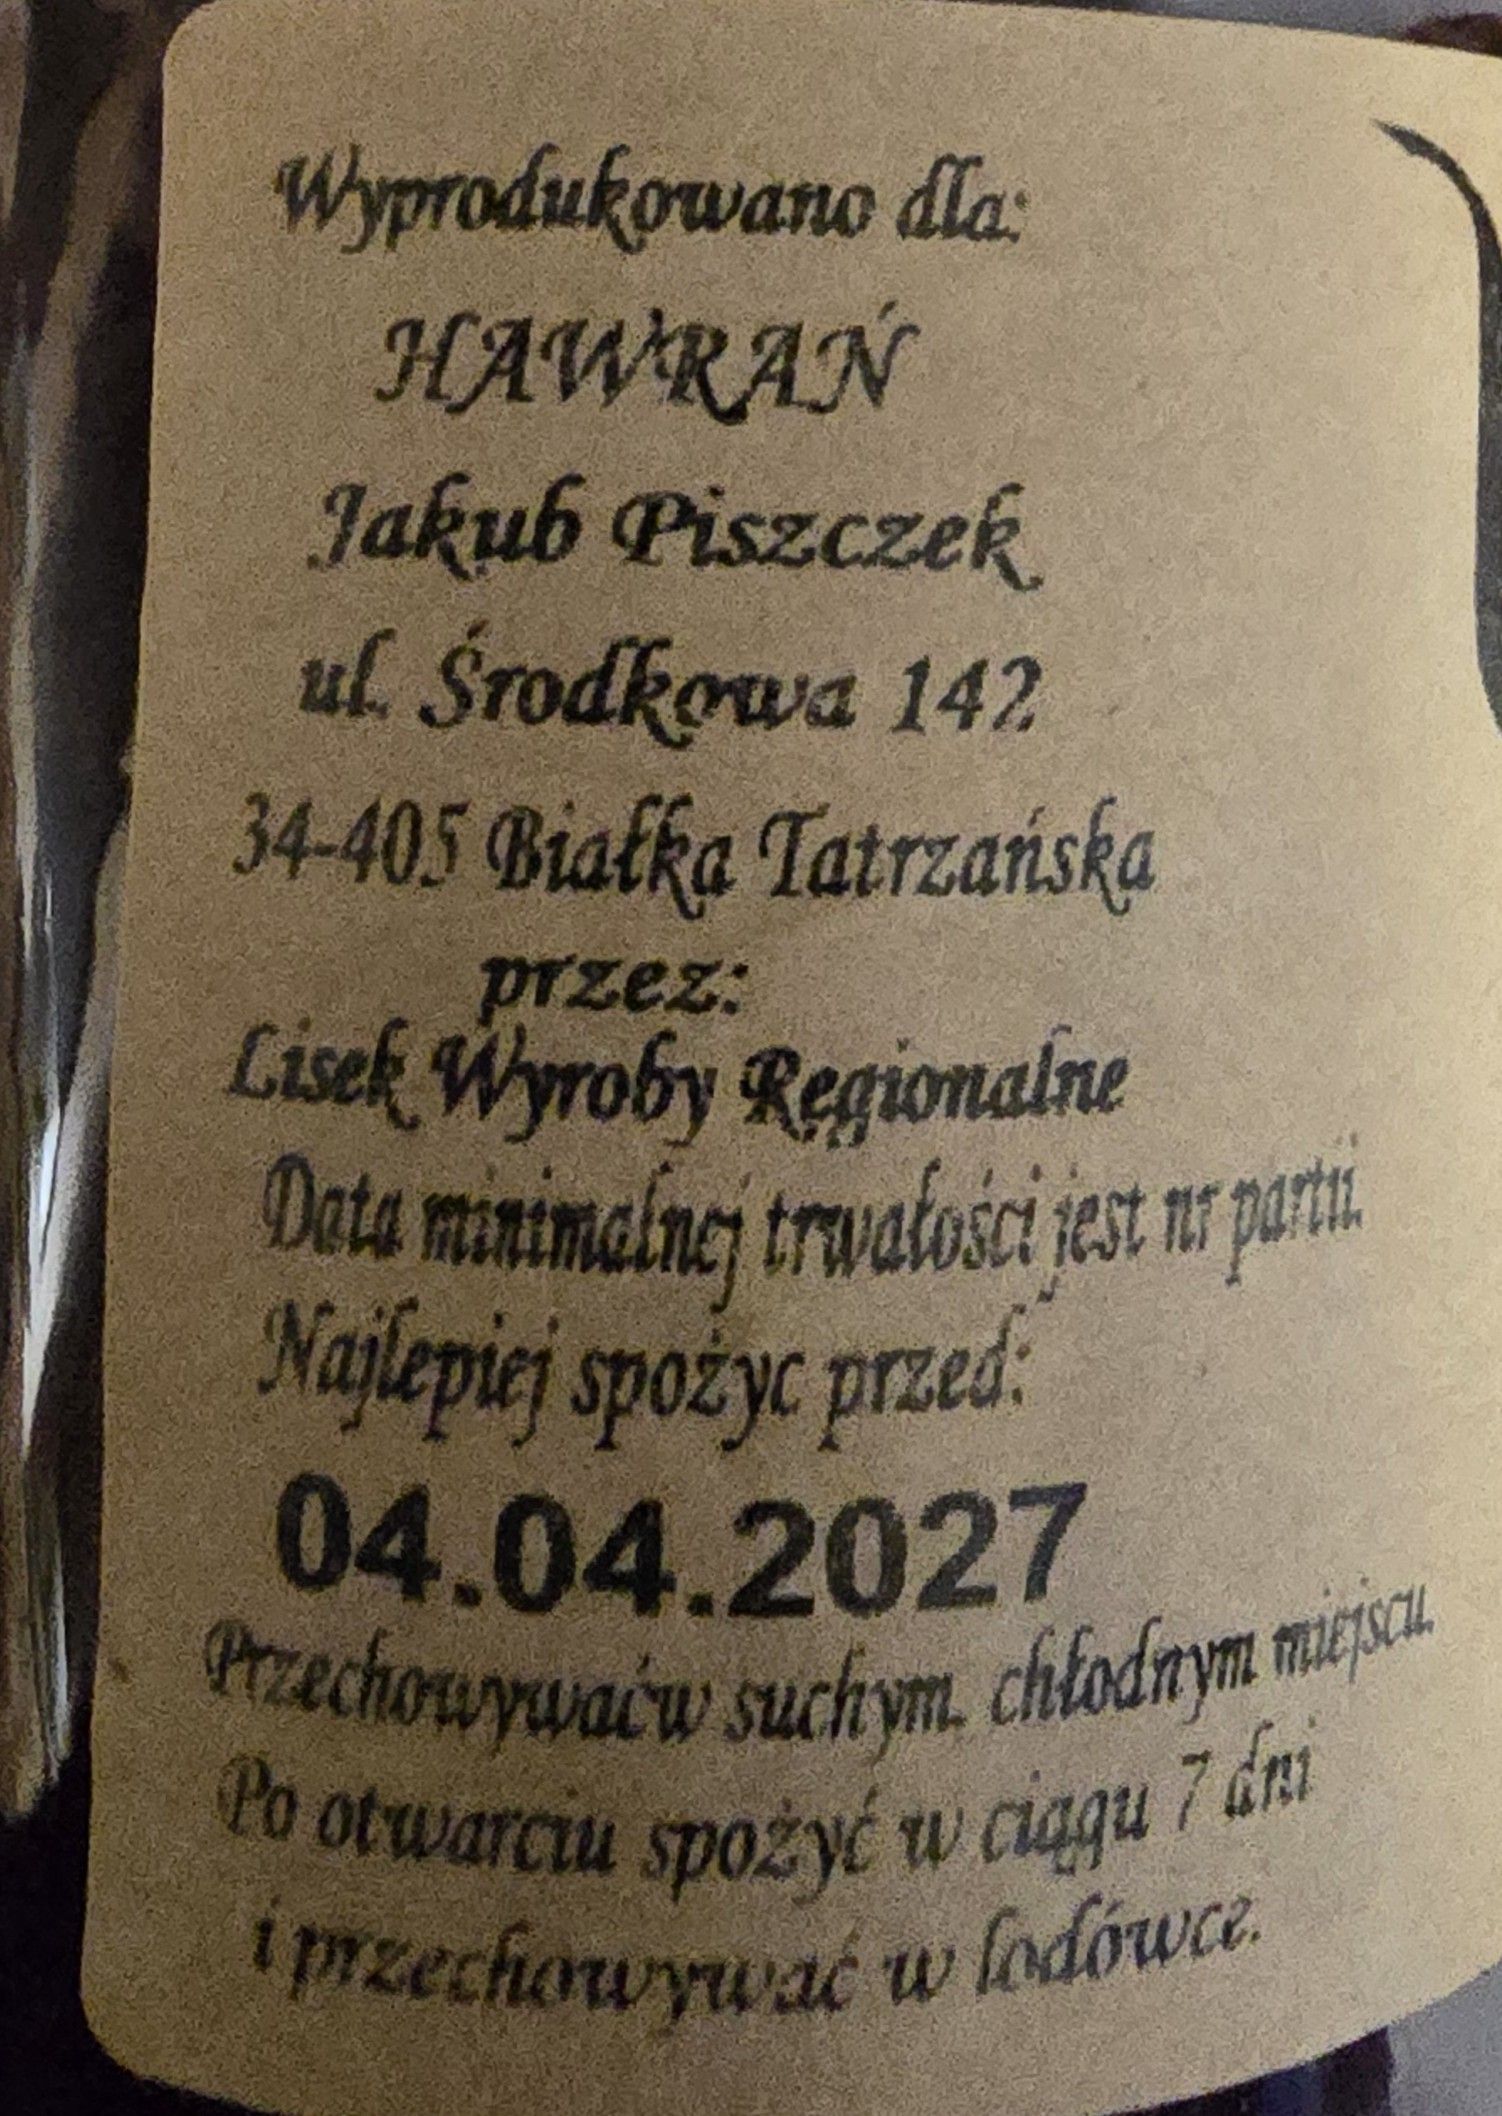 Wyprodukowano dla:
HAWRAŃ
Jakub Piszczek
ul. Środkowa 142
34-405 Białka Tatrzańska
przez:
Lisek Wyroby Regionalne
Data minimalnej trwałości jest nr partii.
Najlepiej spożyc przed:
04.04.2027
Przechowywać w suchym. chłodnym miejscu.
Po otwarciu spożyć w ciągu 7 dni
i przechowywać w lodówce.